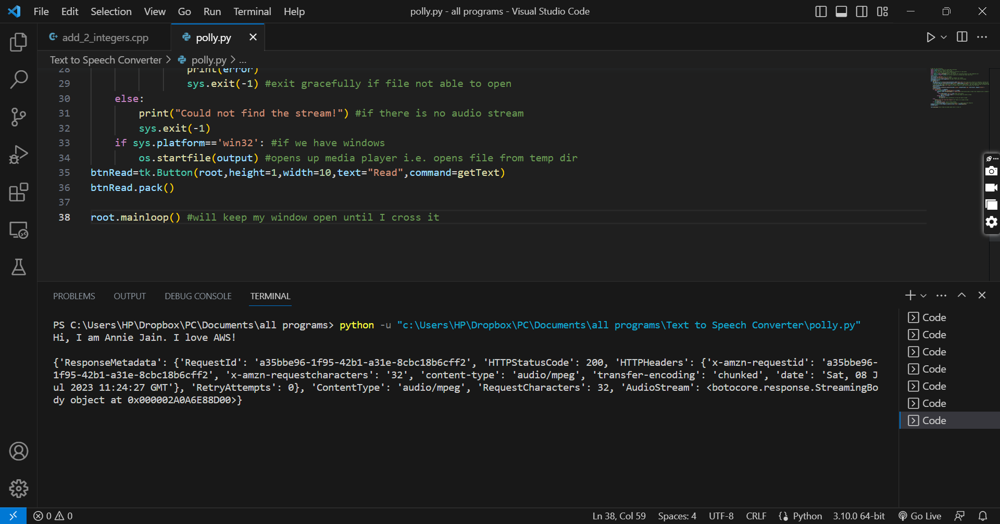 File Edit Selection View Go Run Terminal Help
polly.py - all programs - Visual Studio Code
add_2_integers.cpp
polly.py
Text to Speech Converter > polly.py > ...
28 print(error)
29 sys.exit(-1) #exit gracefully if file not able to open
30 else:
31 print("Could not find the stream!") #if there is no audio stream
32 sys.exit(-1)
33 if sys.platform=='win32': #if we have windows
34 os.startfile(output) #opens up media player i.e. opens file from temp dir
35 btnRead=tk.Button(root,height=1,width=10,text="Read",command=getText)
36 btnRead.pack()
37
38 root.mainloop() #will keep my window open until I cross it
PROBLEMS OUTPUT DEBUG CONSOLE TERMINAL
PS C:\Users\HP\Dropbox\PC\Documents\all programs> python -u "c:\Users\HP\Dropbox\PC\Documents\all programs\Text to Speech Converter\polly.py"
Hi, I am Annie Jain. I love AWS!
{'ResponseMetadata': {'RequestId': 'a35bbe96-1f95-42b1-a31e-8cbc18b6cff2', 'HTTPStatusCode': 200, 'HTTPHeaders': {'x-amzn-requestid': 'a35bbe96-
1f95-42b1-a31e-8cbc18b6cff2', 'x-amzn-requestcharacters': '32', 'content-type': 'audio/mpeg', 'transfer-encoding': 'chunked', 'date': 'Sat, 08 J
ul 2023 11:24:27 GMT'}, 'RetryAttempts': 0}, 'ContentType': 'audio/mpeg', 'RequestCharacters': 32, 'AudioStream': <botocore.response.StreamingBo
dy object at 0x000002A0A6E88D00>}
Code
Code
Code
Code
Code
Code
Code
0 0
Ln 38, Col 59 Spaces: 4 UTF-8 CRLF Python 3.10.0 64-bit Go Live